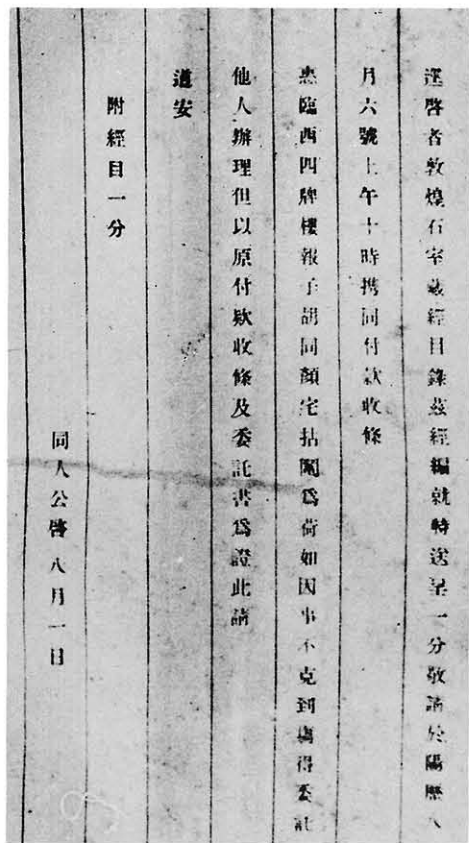 逕啓者敦煌石室藏經目錄茲經編就特送呈一分敬請於陽曆八
月六號上午十時携同付款收條
惠臨西四牌樓報子胡同顏宅拈鬮爲荷如因事不克到塲得委託
他人辦理但以原付欵收條及委託書爲證此請
道安
附經目一分
同人公啓 八月一日